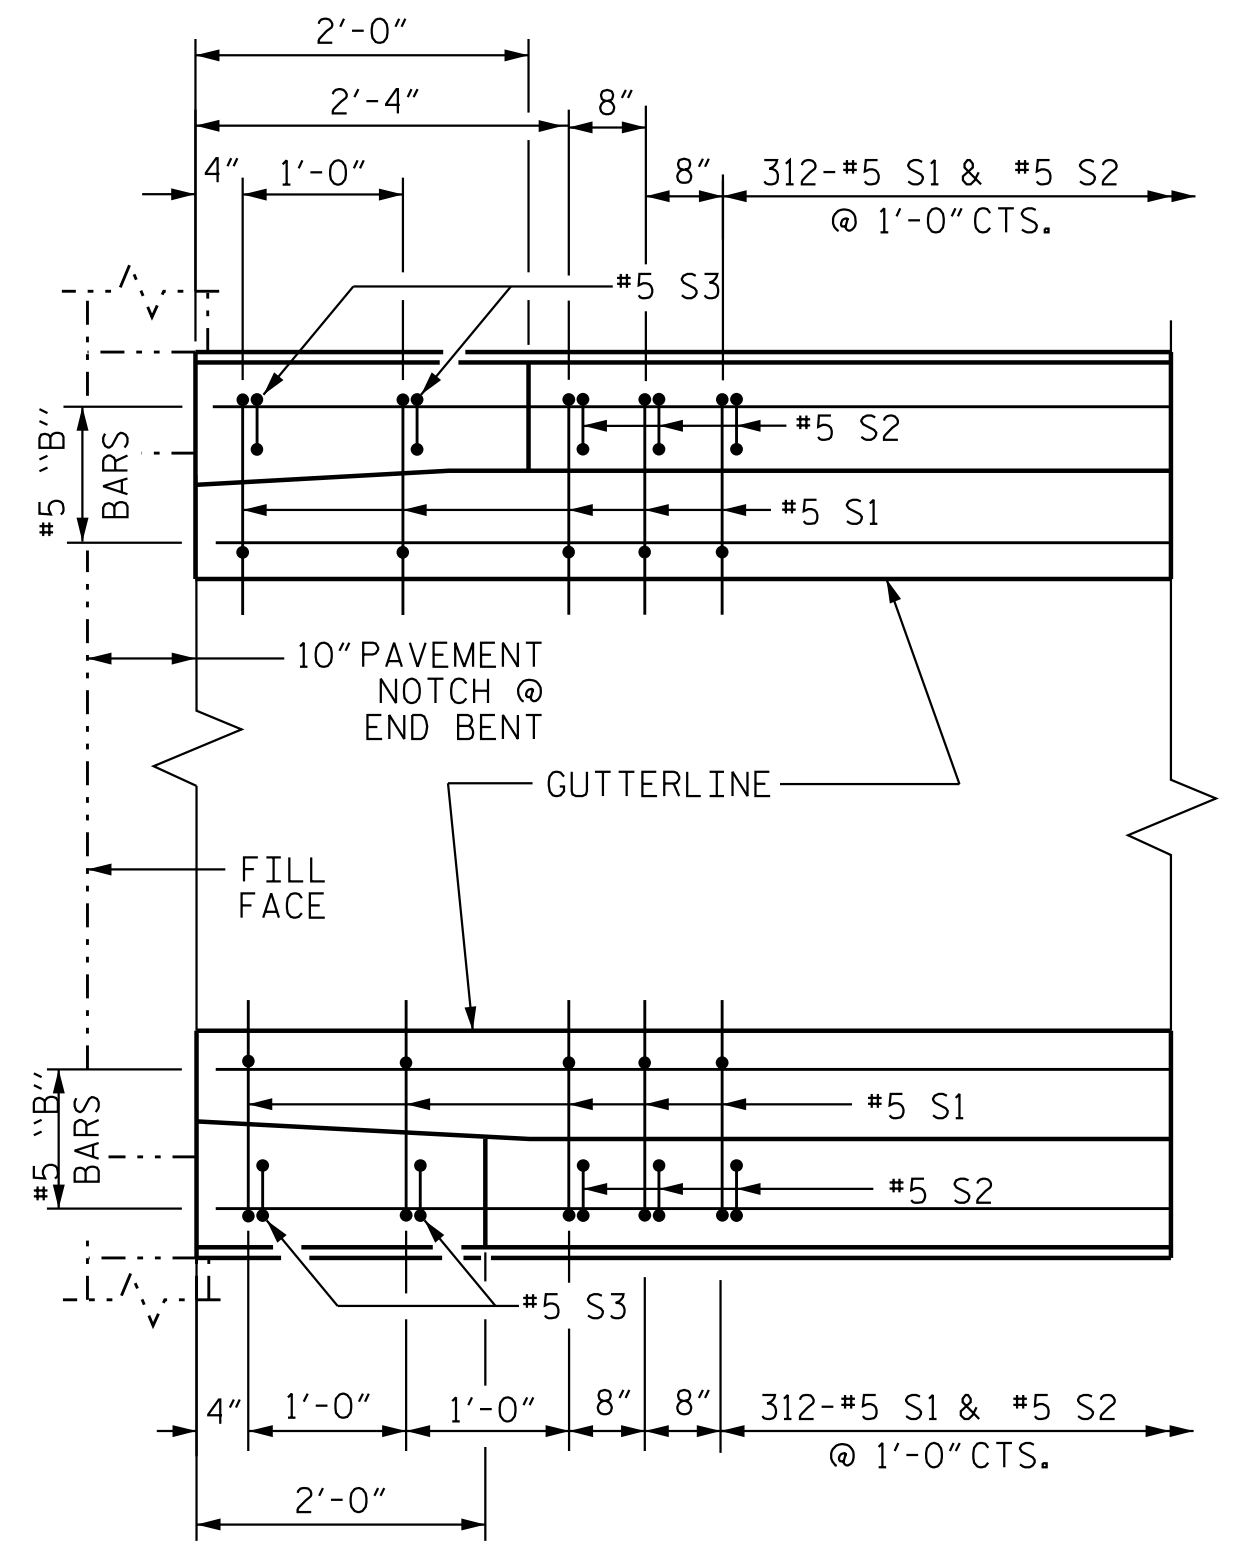 2'-0"
2'-4"
8"
4"
1'-0"
8"
312-#5 S1 & #5 S2
@ 1'-0" CTS.
#5 S3
#5 "B"
BARS
#5 S2
#5 S1
10" PAVEMENT
NOTCH @
END BENT
GUTTERLINE
FILL
FACE
#5 "B"
BARS
#5 S1
#5 S2
#5 S3
4"
1'-0"
1'-0"
8"
8"
312-#5 S1 & #5 S2
@ 1'-0" CTS.
2'-0"